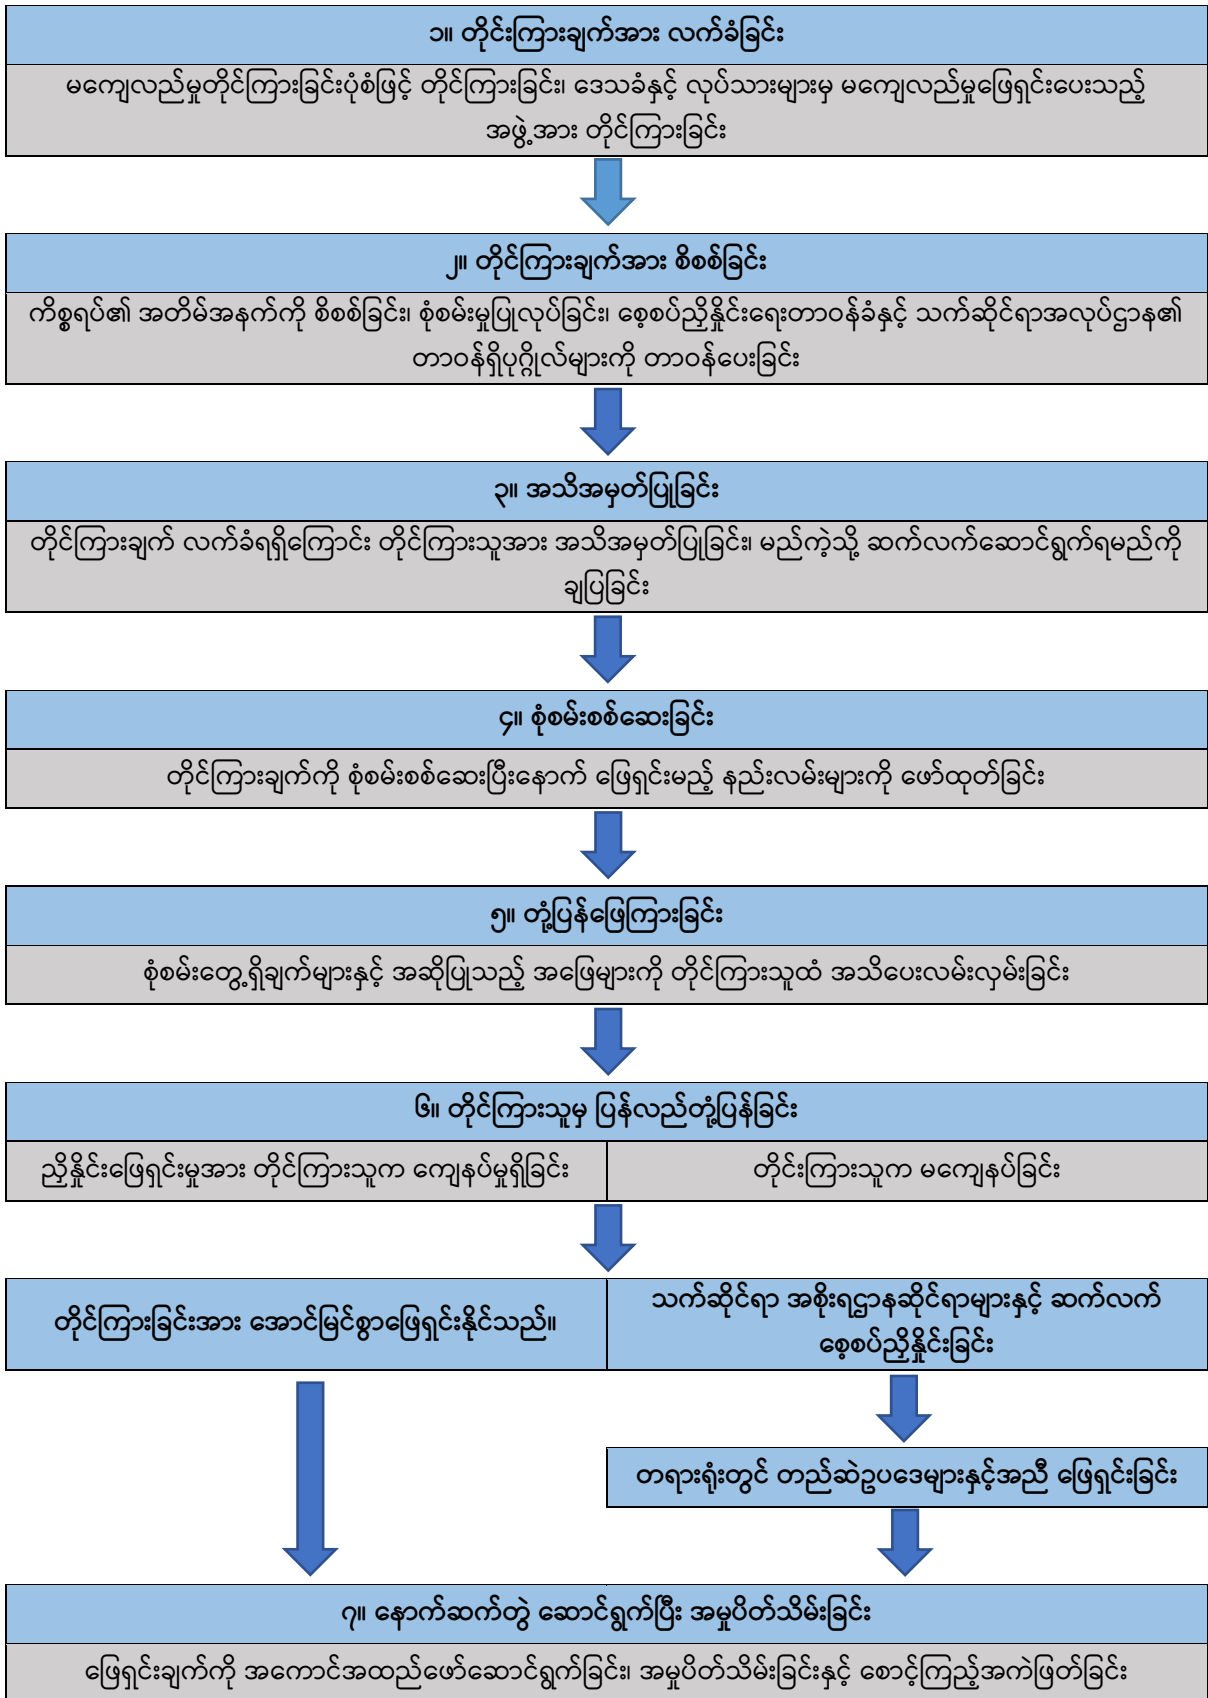 ၁။ တိုင်းကြားချက်အား လက်ခံခြင်း
မကျေလည်မှုတိုင်ကြားခြင်းပုံစံဖြင့် တိုင်ကြားခြင်း၊ ဒေသခံနှင့် လုပ်သားများမှ မကျေလည်မှုဖြေရှင်းပေးသည့်
အဖွဲ့အား တိုင်ကြားခြင်း
၂။ တိုင်ကြားချက်အား စိစစ်ခြင်း
ကိစ္စရပ်၏ အတိမ်အနက်ကို စိစစ်ခြင်း၊ စုံစမ်းမှုပြုလုပ်ခြင်း၊ စေ့စပ်ညှိနှိုင်းရေးတာဝန်ခံနှင့် သက်ဆိုင်ရာအလုပ်ဌာန၏
တာဝန်ရှိပုဂ္ဂိုလ်များကို တာဝန်ပေးခြင်း
၃။ အသိအမှတ်ပြုခြင်း
တိုင်ကြားချက် လက်ခံရရှိကြောင်း တိုင်ကြားသူအား အသိအမှတ်ပြုခြင်း၊ မည်ကဲ့သို့ ဆက်လက်ဆောင်ရွက်ရမည်ကို
ချပြခြင်း
၄။ စုံစမ်းစစ်ဆေးခြင်း
တိုင်ကြားချက်ကို စုံစမ်းစစ်ဆေးပြီးနောက် ဖြေရှင်းမည့် နည်းလမ်းများကို ဖော်ထုတ်ခြင်း
၅။ တုံ့ပြန်ဖြေကြားခြင်း
စုံစမ်းတွေ့ရှိချက်များနှင့် အဆိုပြုသည့် အဖြေများကို တိုင်ကြားသူထံ အသိပေးလမ်းလှမ်းခြင်း
၆။ တိုင်ကြားသူမှ ပြန်လည်တုံ့ပြန်ခြင်း
ညှိနှိုင်းဖြေရှင်းမှုအား တိုင်ကြားသူက ကျေနပ်မှုရှိခြင်း
တိုင်းကြားသူက မကျေနပ်ခြင်း
တိုင်ကြားခြင်းအား အောင်မြင်စွာဖြေရှင်းနိုင်သည်။
သက်ဆိုင်ရာ အစိုးရဌာနဆိုင်ရာများနှင့် ဆက်လက်
စေ့စပ်ညှိနှိုင်းခြင်း
တရားရုံးတွင် တည်ဆဲဥပဒေများနှင့်အညီ ဖြေရှင်းခြင်း
၇။ နောက်ဆက်တွဲ ဆောင်ရွက်ပြီး အမှုပိတ်သိမ်းခြင်း
ဖြေရှင်းချက်ကို အကောင်အထည်ဖော်ဆောင်ရွက်ခြင်း၊ အမှုပိတ်သိမ်းခြင်းနှင့် စောင့်ကြည့်အကဲဖြတ်ခြင်း